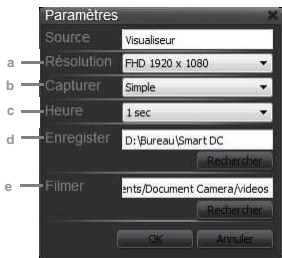 Paramètres
Source Visualiseur
a Résolution FHD 1920 x 1080
b Capturer Simple
c Heure 1 sec
d Enregister D:\Bureau\Smart DC
Rechercher
e Filmer ents/Document Camera/videos
Rechercher
OK Annuler